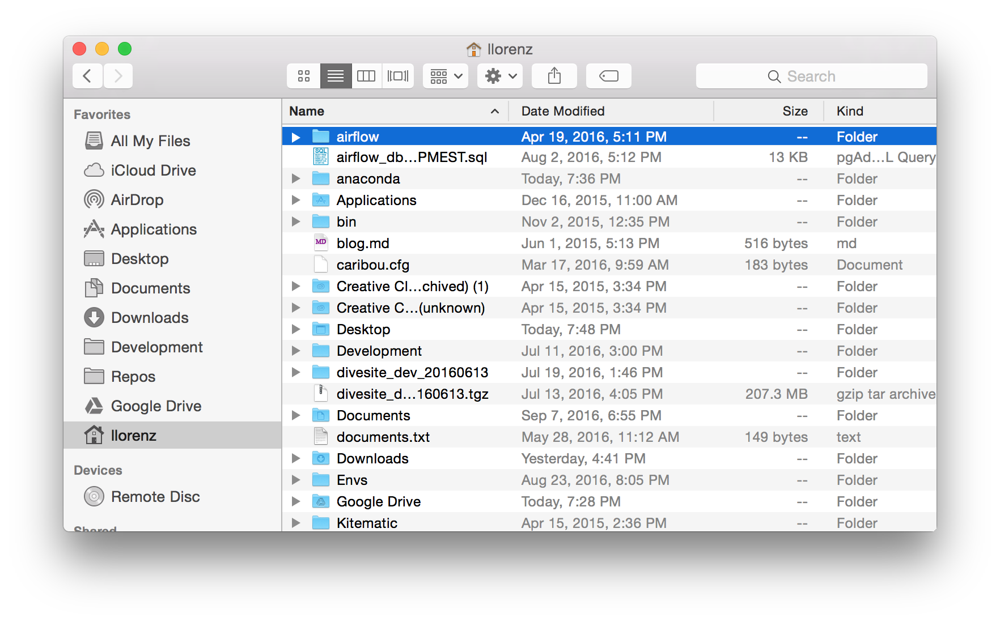 llorenz
Search
Favorites
All My Files
iCloud Drive
AirDrop
Applications
Desktop
Documents
Downloads
Development
Repos
Google Drive
llorenz
Devices
Remote Disc
Shared
Name Date Modified Size Kind
airflow Apr 19, 2016, 5:11 PM -- Folder
SQL airflow_db...PMEST.sql Aug 2, 2016, 5:12 PM 13 KB pgAd...L Query
anaconda Today, 7:36 PM -- Folder
Applications Dec 16, 2015, 11:00 AM -- Folder
bin Nov 2, 2015, 12:35 PM -- Folder
MD blog.md Jun 1, 2015, 5:13 PM 516 bytes md
caribou.cfg Mar 17, 2016, 9:59 AM 183 bytes Document
Creative Cl...chived) (1) Apr 15, 2015, 3:34 PM -- Folder
Creative C...(unknown) Apr 15, 2015, 3:34 PM -- Folder
Desktop Today, 7:48 PM -- Folder
Development Jul 11, 2016, 3:00 PM -- Folder
divesite_dev_20160613 Jul 19, 2016, 1:46 PM -- Folder
divesite_d...160613.tgz Jul 13, 2016, 4:05 PM 207.3 MB gzip tar archive
Documents Sep 7, 2016, 6:55 PM -- Folder
documents.txt May 28, 2016, 11:12 AM 149 bytes text
Downloads Yesterday, 4:41 PM -- Folder
Envs Aug 23, 2016, 8:05 PM -- Folder
Google Drive Today, 7:28 PM -- Folder
Kitematic Apr 15, 2015, 2:36 PM -- Folder